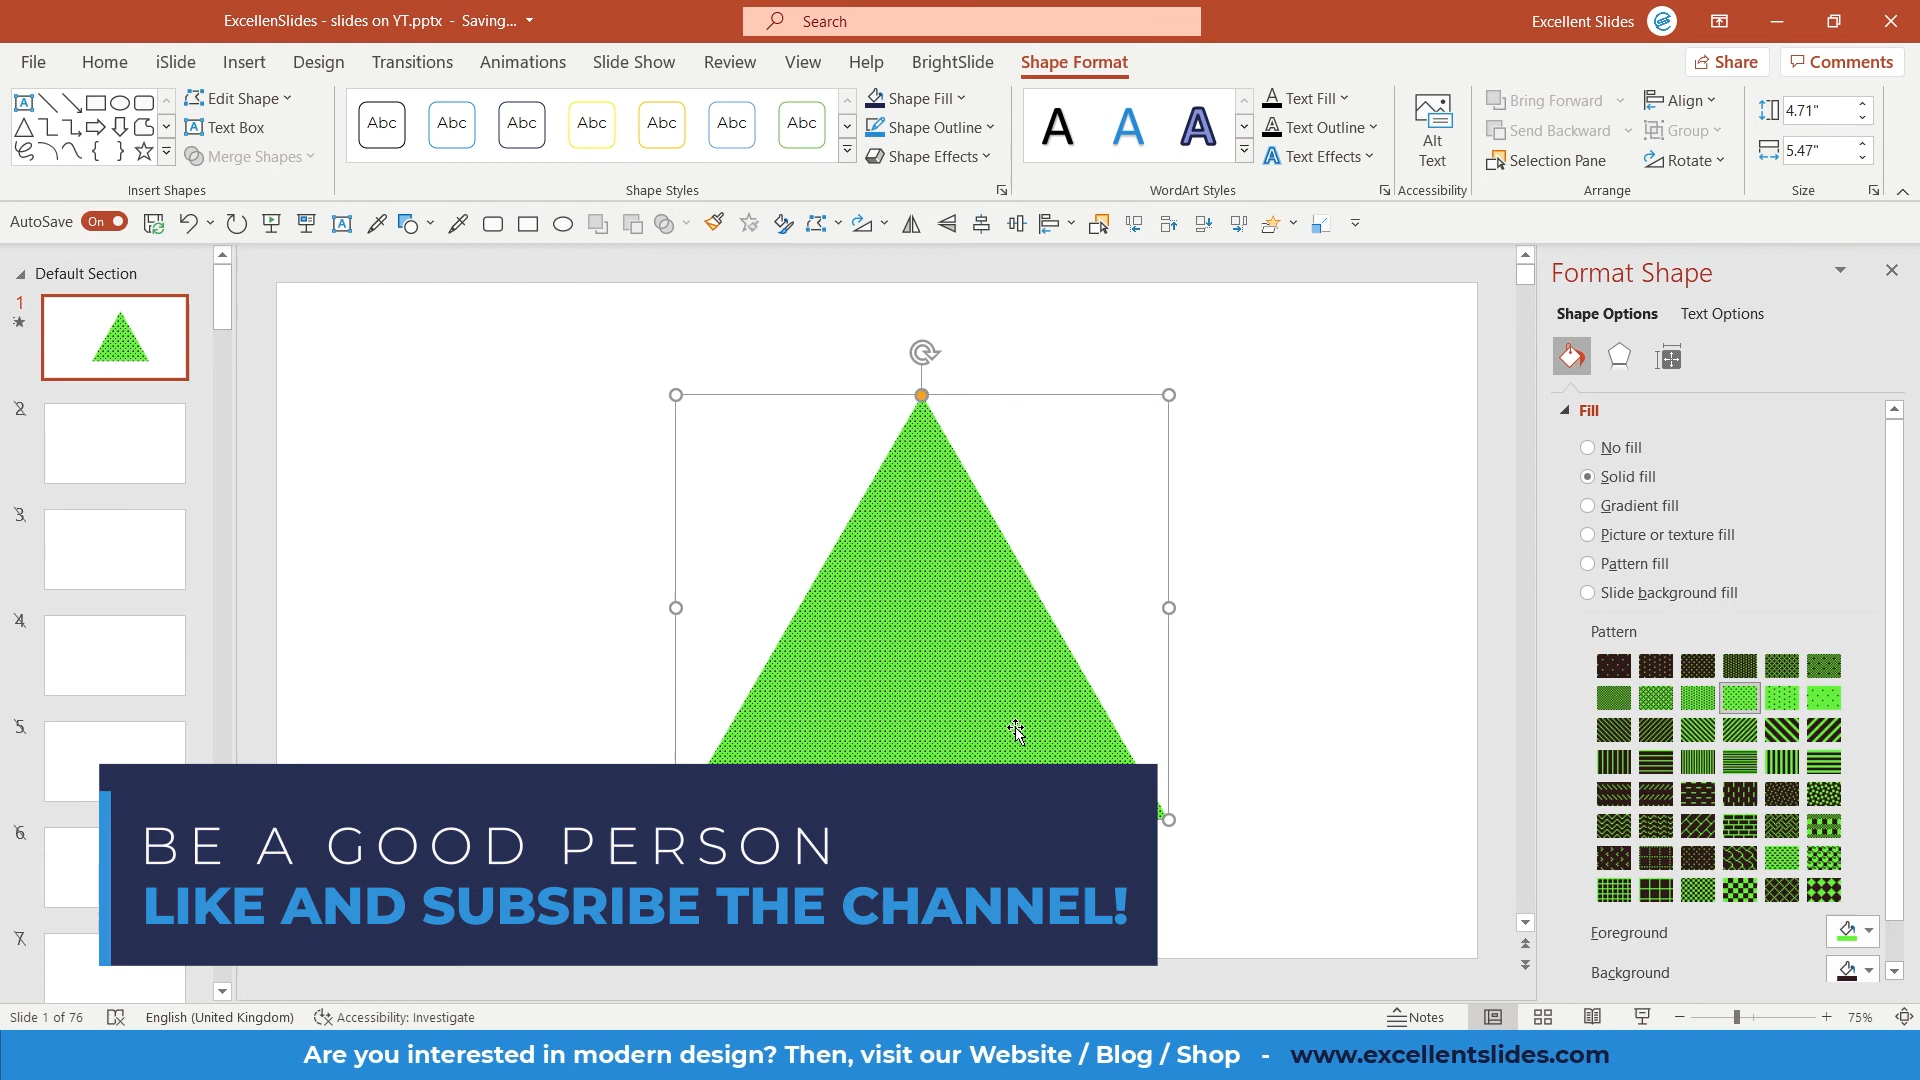 ExcellenSlides - slides on YT.pptx - Saving...
Search
Excellent Slides
File Home iSlide Insert Design Transitions Animations Slide Show Review View Help BrightSlide Shape Format
Share Comments
Edit Shape
Text Box
Merge Shapes
Insert Shapes
Abc Abc Abc Abc Abc Abc Abc
Shape Fill
Shape Outline
Shape Effects
Shape Styles
A A A
Text Fill
Text Outline
Text Effects
WordArt Styles
Alt
Text
Accessibility
Bring Forward
Send Backward
Selection Pane
Align
Group
Rotate
Arrange
4.71"
5.47"
Size
AutoSave On
Default Section
1
2
3
4
5
6
7
BE A GOOD PERSON
LIKE AND SUBSRIBE THE CHANNEL!
Format Shape
Shape Options Text Options
Fill
No fill
Solid fill
Gradient fill
Picture or texture fill
Pattern fill
Slide background fill
Pattern
Foreground
Background
Slide 1 of 76 English (United Kingdom) Accessibility: Investigate
Notes
75%
Are you interested in modern design? Then, visit our Website / Blog / Shop - www.excellentslides.com